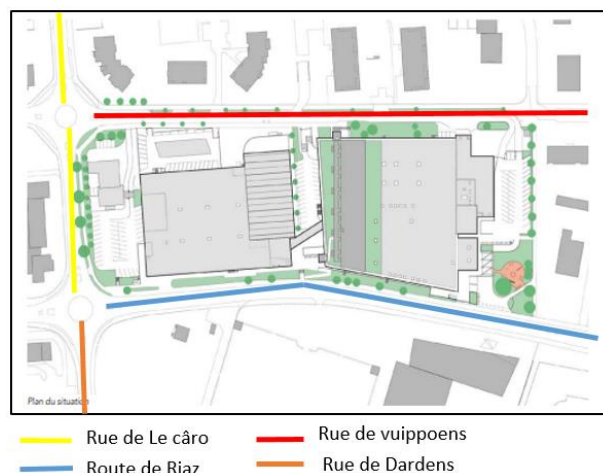 Plan du situation
Rue de Le câro
Rue de vuippoens
Route de Riaz
Rue de Dardens